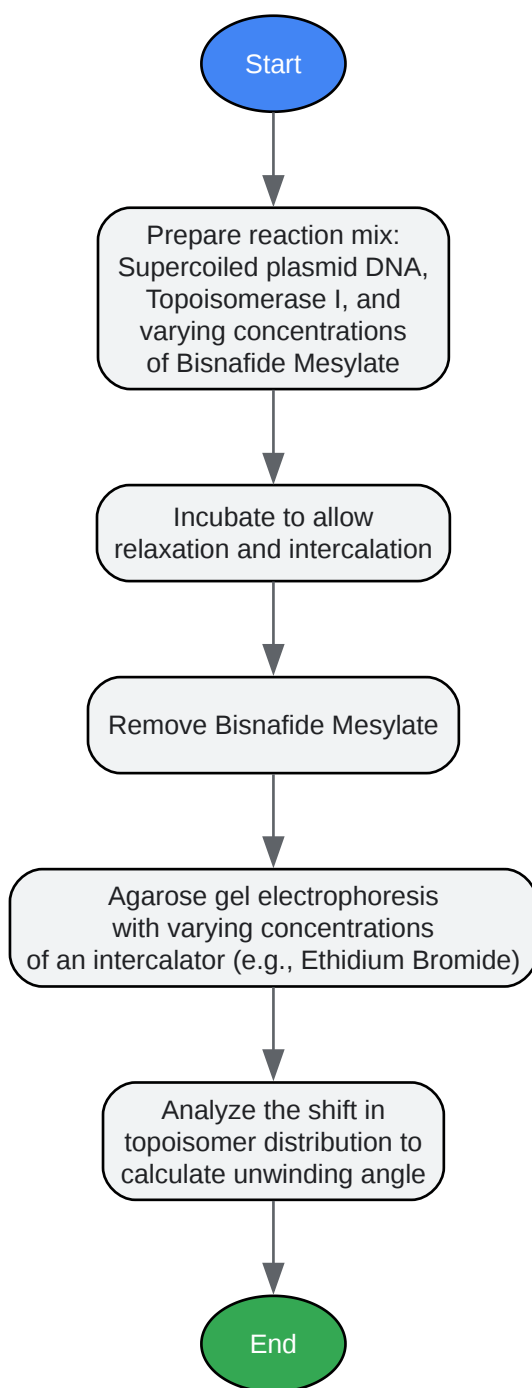 Start
Prepare reaction mix:
Supercoiled plasmid DNA,
Topoisomerase I, and
varying concentrations
of Bisnafide Mesylate
Incubate to allow
relaxation and intercalation
Remove Bisnafide Mesylate
Agarose gel electrophoresis
with varying concentrations
of an intercalator (e.g., Ethidium Bromide)
Analyze the shift in
topoisomer distribution to
calculate unwinding angle
End